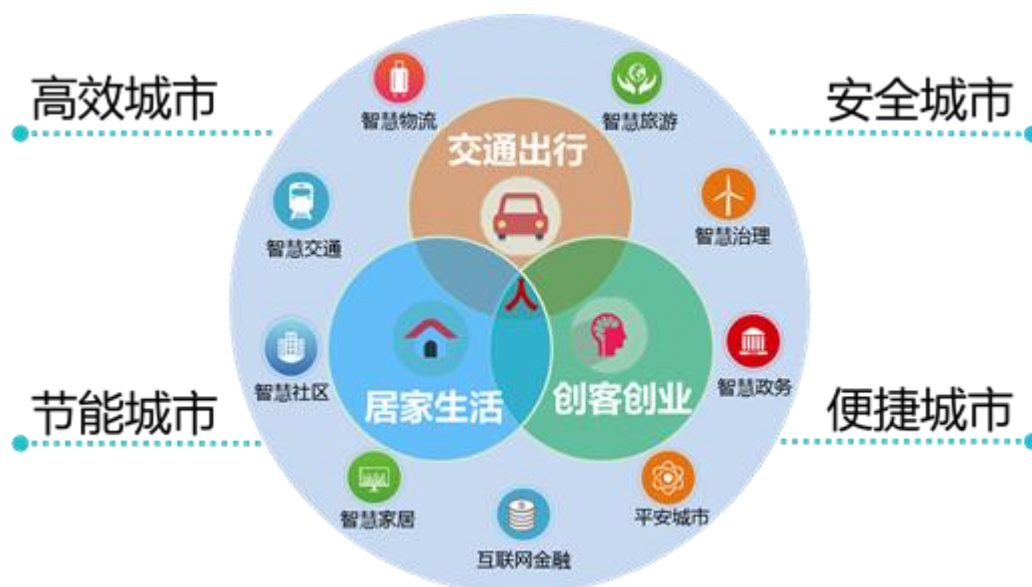 高效城市
安全城市
智慧物流
智慧旅游
交通出行
智慧交通
智慧治理
人
智慧社区
智慧政务
居家生活
创客创业
节能城市
便捷城市
智慧家居
平安城市
互联网金融